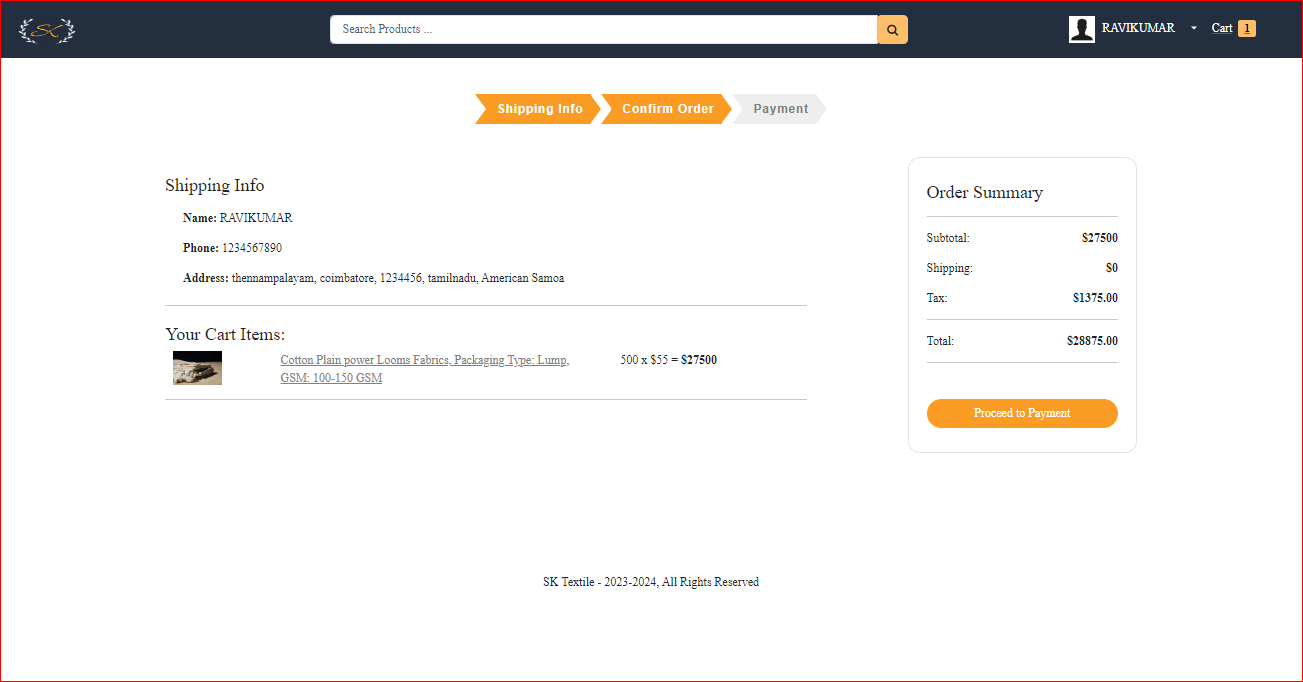 SK
Search Products ...
RAVIKUMAR
Cart 1
Shipping Info
Confirm Order
Payment
Shipping Info
Name: RAVIKUMAR
Phone: 1234567890
Address: thennampalayam, coimbatore, 1234456, tamilnadu, American Samoa
Your Cart Items:
Cotton Plain power Looms Fabrics, Packaging Type: Lump,
GSM: 100-150 GSM
500 x $55 = $27500
Order Summary
Subtotal: $27500
Shipping: $0
Tax: $1375.00
Total: $28875.00
Proceed to Payment
SK Textile - 2023-2024, All Rights Reserved